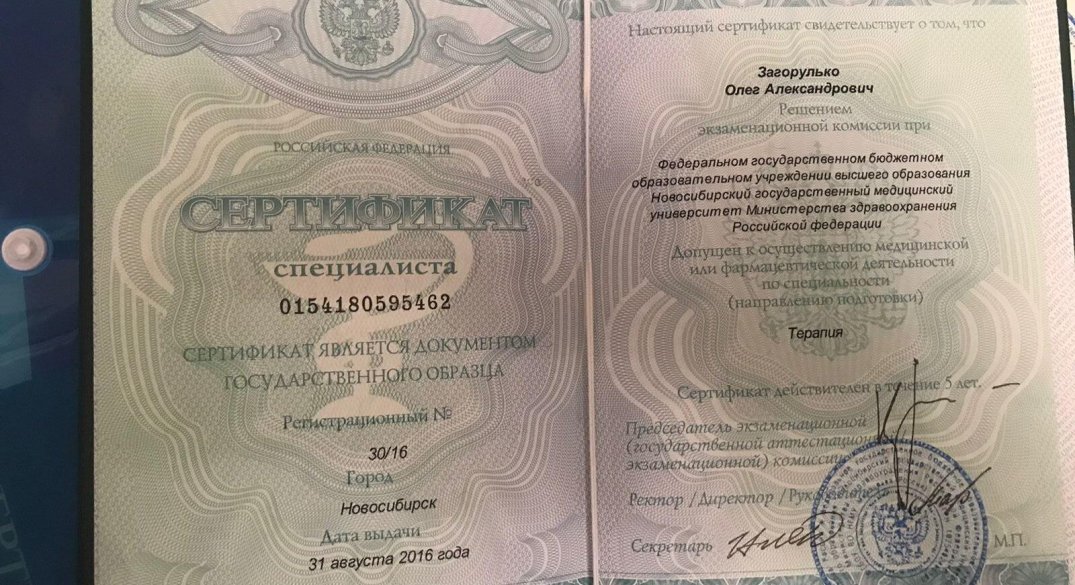 РОССИЙСКАЯ ФЕДЕРАЦИЯ
СЕРТИФИКАТ
специалиста
0154180595462
СЕРТИФИКАТ ЯВЛЯЕТСЯ ДОКУМЕНТОМ
ГОСУДАРСТВЕННОГО ОБРАЗЦА
Регистрационный №
30/16
Город
Новосибирск
Дата выдачи
31 августа 2016 года
Настоящий сертификат свидетельствует о том, что
Загорулько
Олег Александрович
Решением
экзаменационной комиссии при
Федеральном государственном бюджетном
образовательном учреждении высшего образования
Новосибирский государственный медицинский
университет Министерства здравоохранения
Российской федерации
Допущен к осуществлению медицинской
или фармацевтической деятельности
по специальности
(направлению подготовки)
Терапия
Сертификат действителен в течение 5 лет.
Председатель экзаменационной
(государственной аттестационной
экзаменационной) комиссии
Ректор / Директор / Руководитель
Секретарь
М.П.